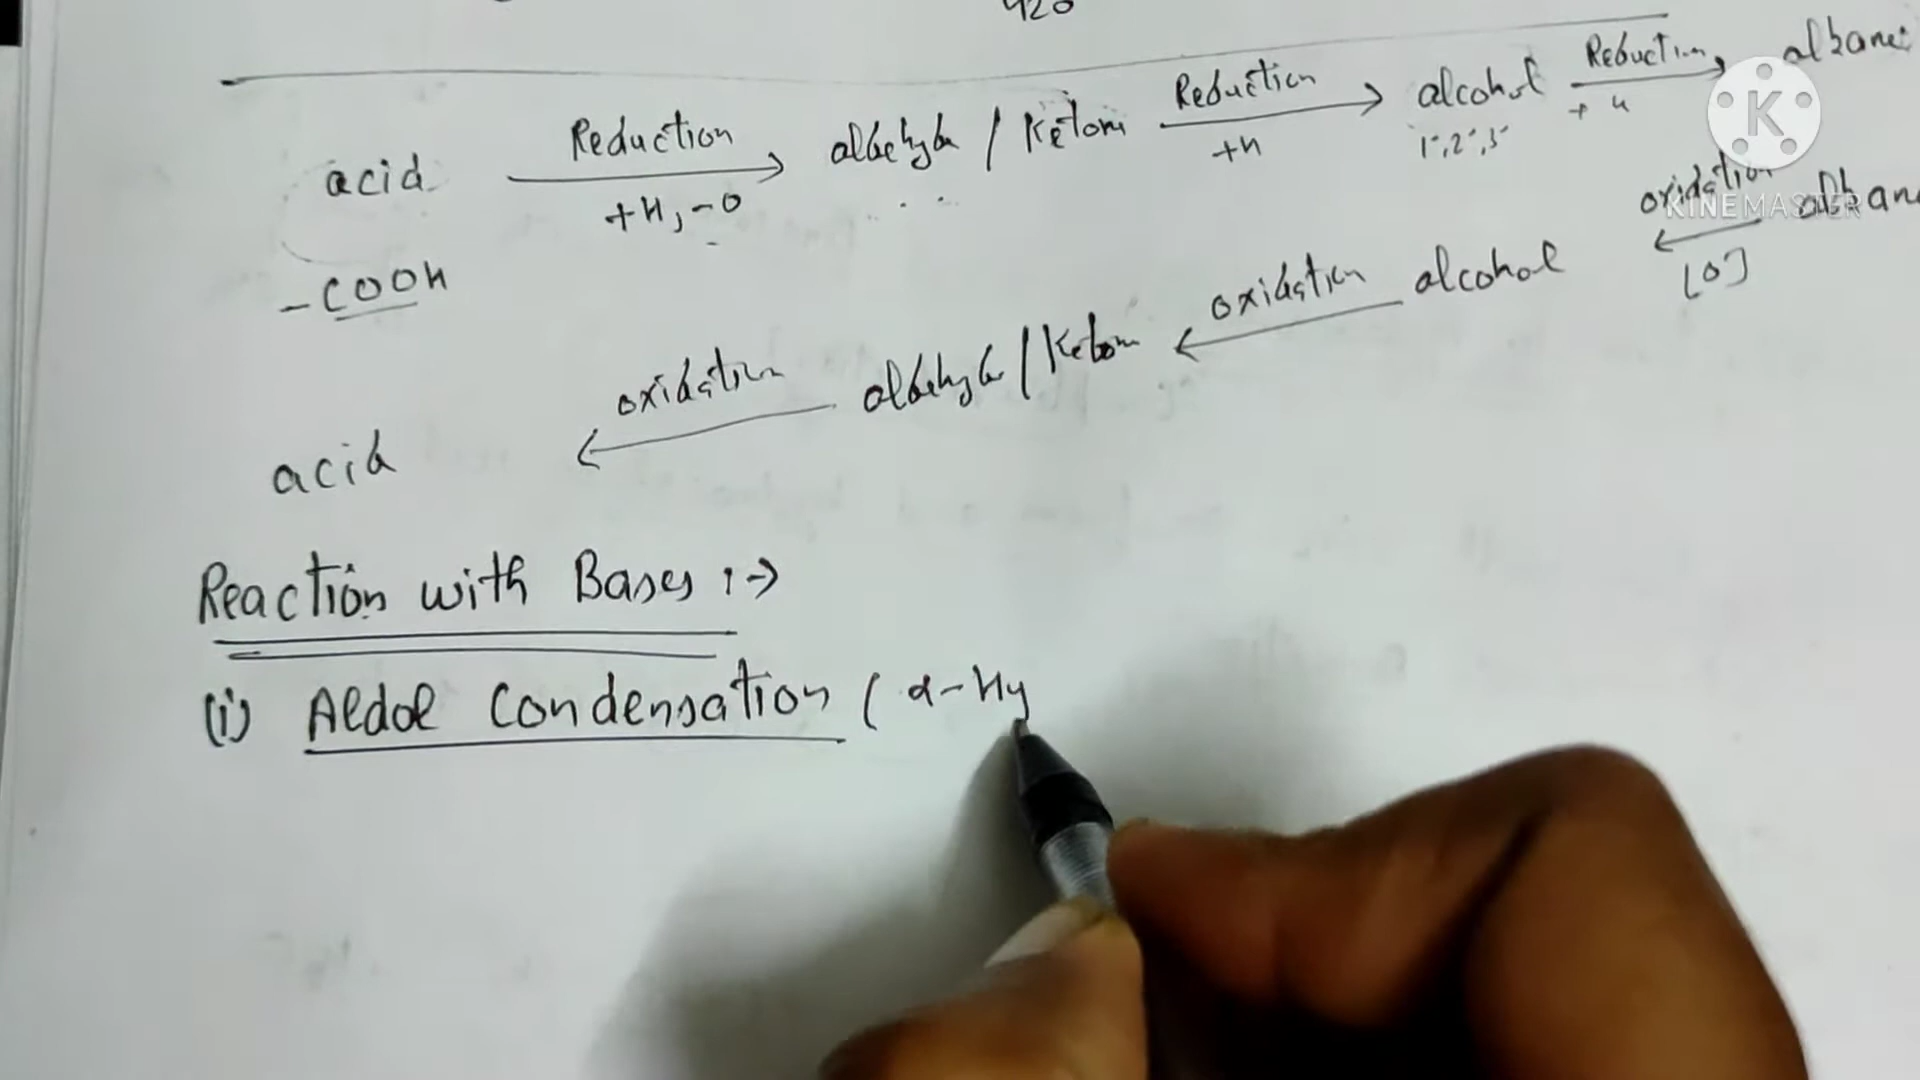 420
acid Reduction +H, -O aldehyde / Ketone Reduction +H alcohol 1°, 2°, 3° Reduction + H alkane
-COOH
acid oxidation aldehyde / Ketone oxidation alcohol oxidation [O] alkane
K
KINEMASTER
Reaction with Bases :->
(i) Aldol Condensation ( α-Hy